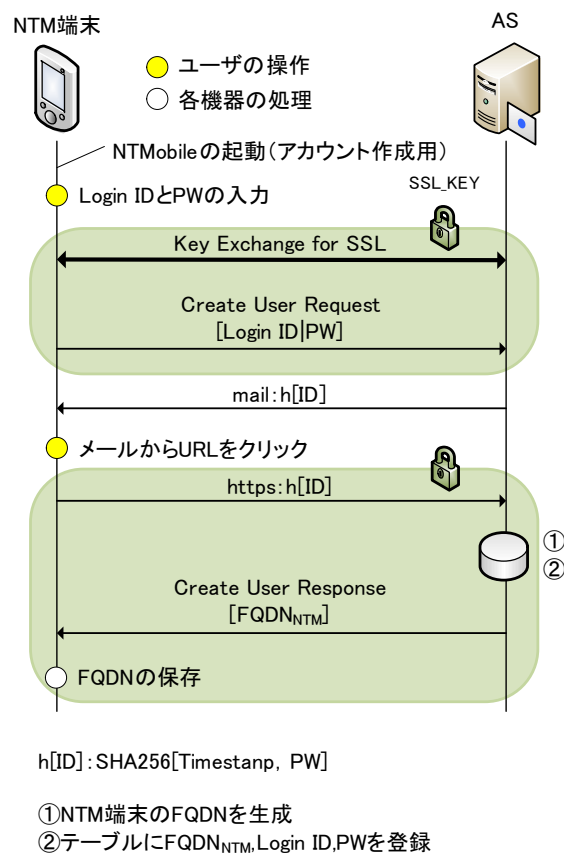 NTM端末
AS
ユーザの操作
各機器の処理
NTMobileの起動(アカウント作成用)
Login IDとPWの入力
SSL_KEY
Key Exchange for SSL
Create User Request
[Login ID|PW]
mail:h[ID]
メールからURLをクリック
https:h[ID]
①
②
Create User Response
[FQDNNTM]
FQDNの保存
h[ID]:SHA256[Timestanp, PW]
①NTM端末のFQDNを生成
②テーブルにFQDNNTM,Login ID,PWを登録